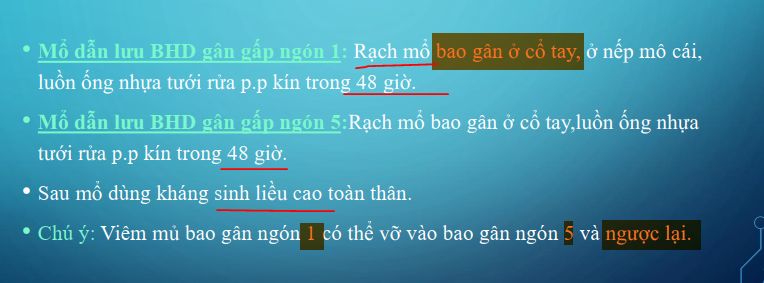 • Mổ dẫn lưu BHD gân gấp ngón 1: Rạch mổ bao gân ở cổ tay, ở nếp mô cái,
luồn ống nhựa tưới rửa p.p kín trong 48 giờ.
• Mổ dẫn lưu BHD gân gấp ngón 5:Rạch mổ bao gân ở cổ tay,luồn ống nhựa
tưới rửa p.p kín trong 48 giờ.
• Sau mổ dùng kháng sinh liều cao toàn thân.
• Chú ý: Viêm mủ bao gân ngón 1 có thể vỡ vào bao gân ngón 5 và ngược lại.